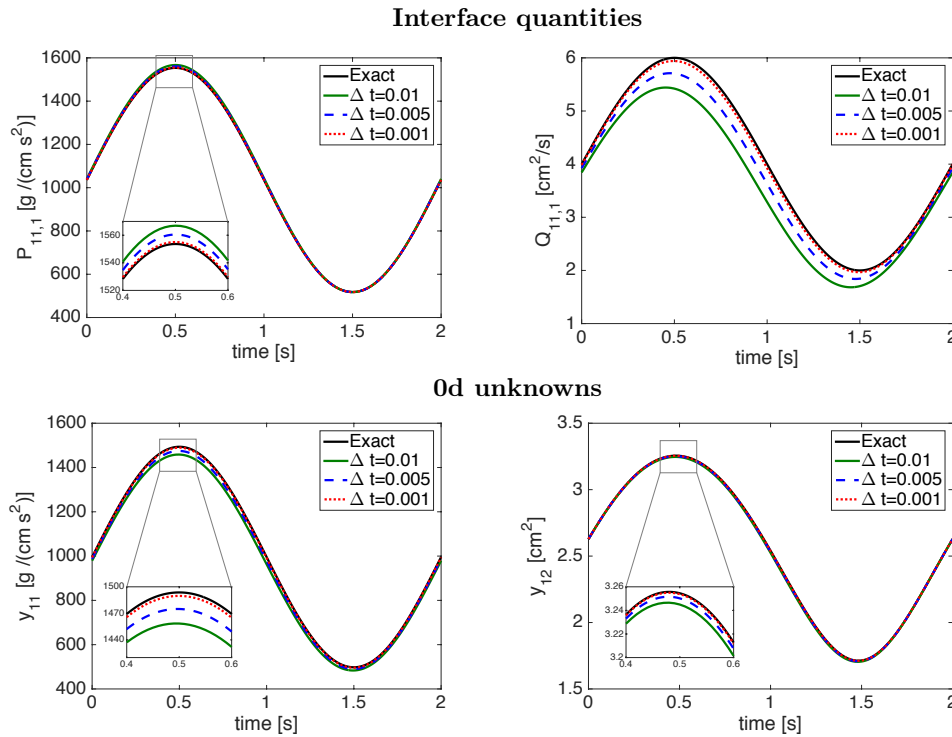 Interface quantities
1600
1400
1200
1000
800
600
400
P11,1 [g /(cm s2)]
0
0.5
1
1.5
2
time [s]
Exact
Δ t=0.01
Δ t=0.005
Δ t=0.001
1560
1540
1520
0.4
0.5
0.6
6
5
4
3
2
1
Q11,1 [cm2/s]
0
0.5
1
1.5
2
time [s]
Exact
Δ t=0.01
Δ t=0.005
Δ t=0.001
0d unknowns
1600
1400
1200
1000
800
600
400
y11 [g /(cm s2)]
0
0.5
1
1.5
2
time [s]
Exact
Δ t=0.01
Δ t=0.005
Δ t=0.001
1500
1470
1440
0.4
0.5
0.6
3.5
3
2.5
2
1.5
y12 [cm2]
0
0.5
1
1.5
2
time [s]
Exact
Δ t=0.01
Δ t=0.005
Δ t=0.001
3.26
3.24
3.22
3.2
0.4
0.5
0.6